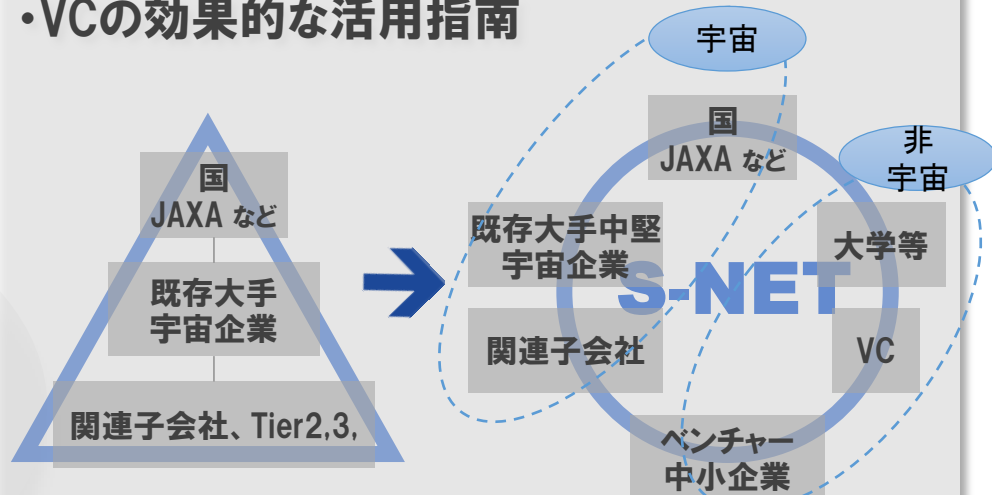 ・VCの効果的な活用指南
国
JAXA など
既存大手
宇宙企業
関連子会社、Tier2,3,
宇宙
国
JAXA など
非
宇宙
既存大手中堅
宇宙企業
大学等
S-NET
関連子会社
VC
ベンチャー
中小企業